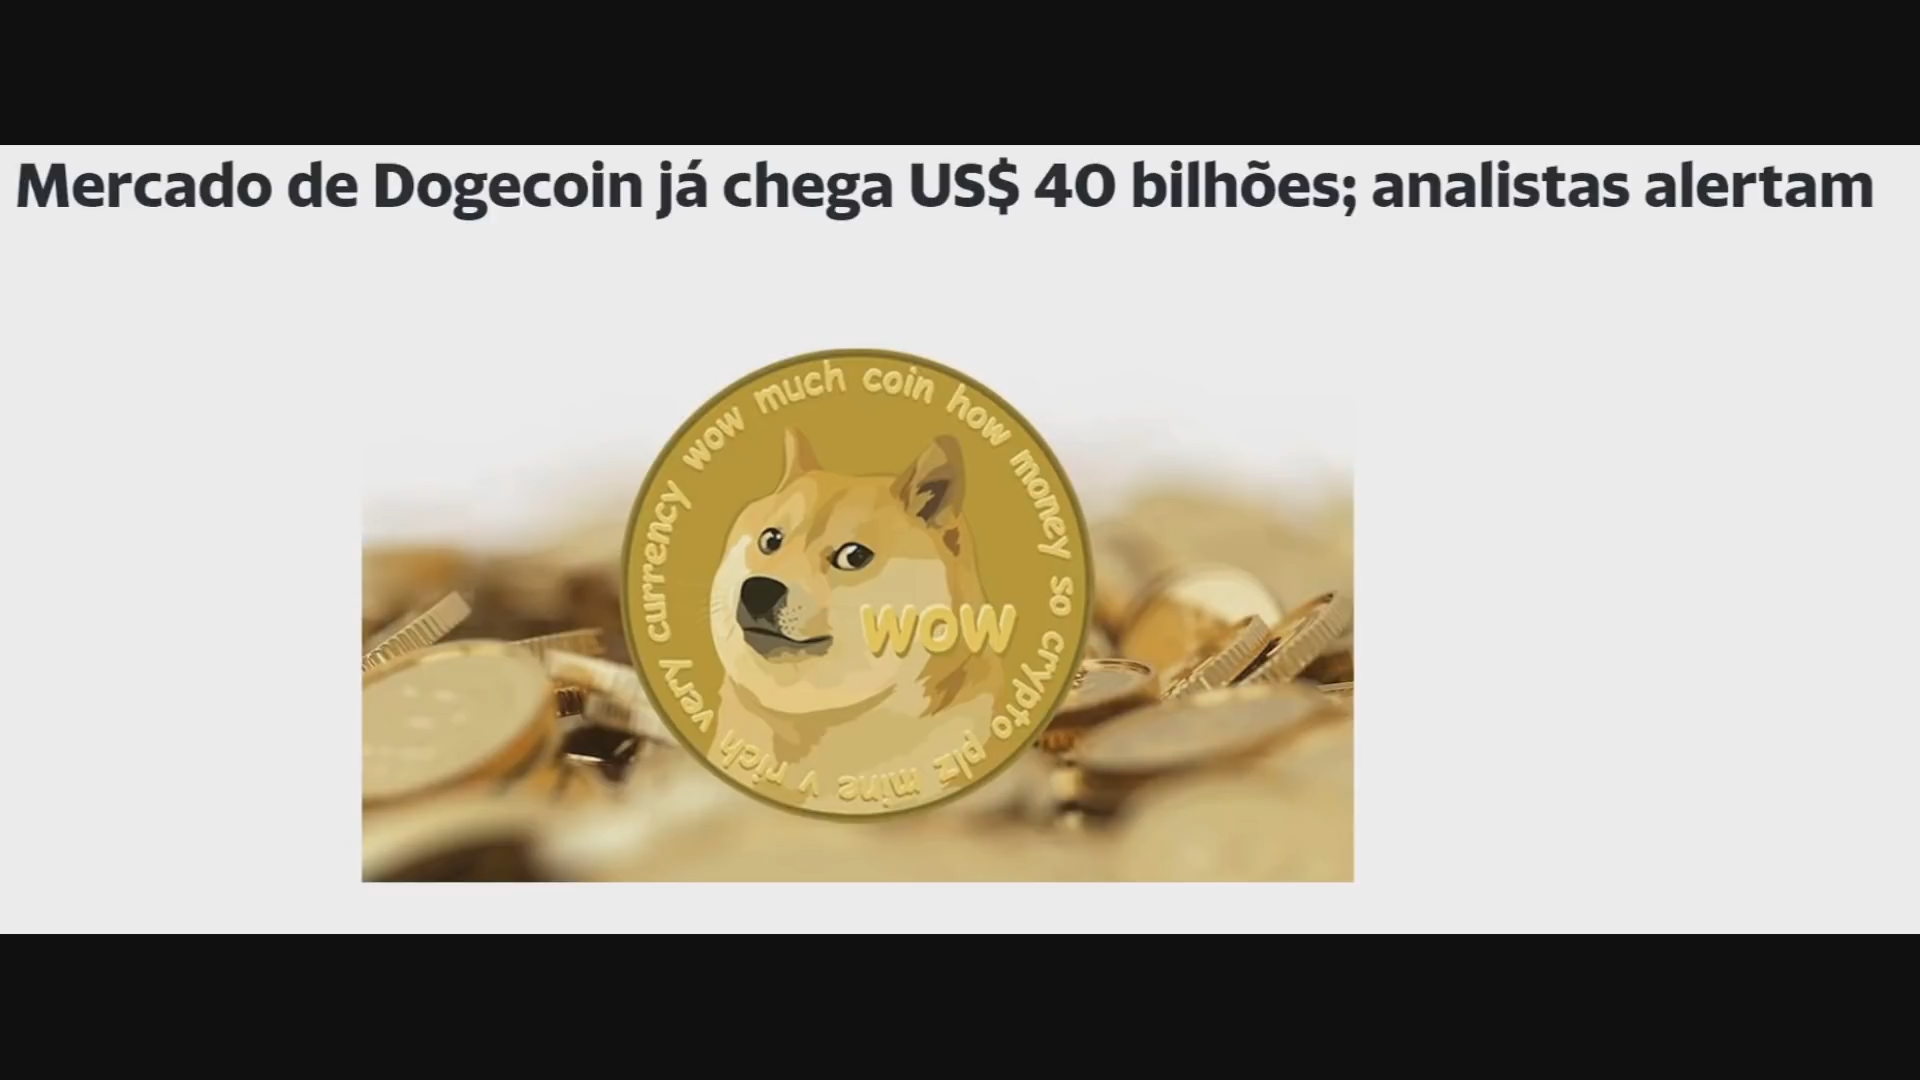 Mercado de Dogecoin já chega US$ 40 bilhões; analistas alertam
very currency wow much coin how money so crypto plz mine v rich
wow